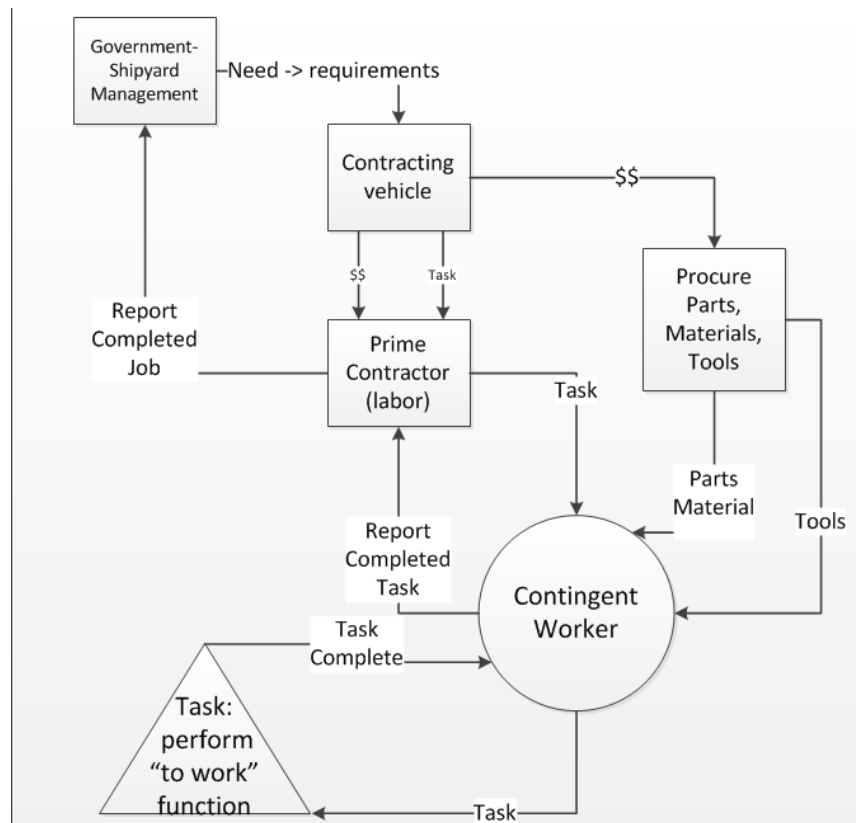 Government-
Shipyard
Management
Need -> requirements
Contracting
vehicle
$$
$$
Task
Procure
Parts,
Materials,
Tools
Report
Completed
Job
Prime
Contractor
(labor)
Task
Parts
Material
Tools
Report
Completed
Task
Contingent
Worker
Task
Complete
Task:
perform
“to work”
function
Task